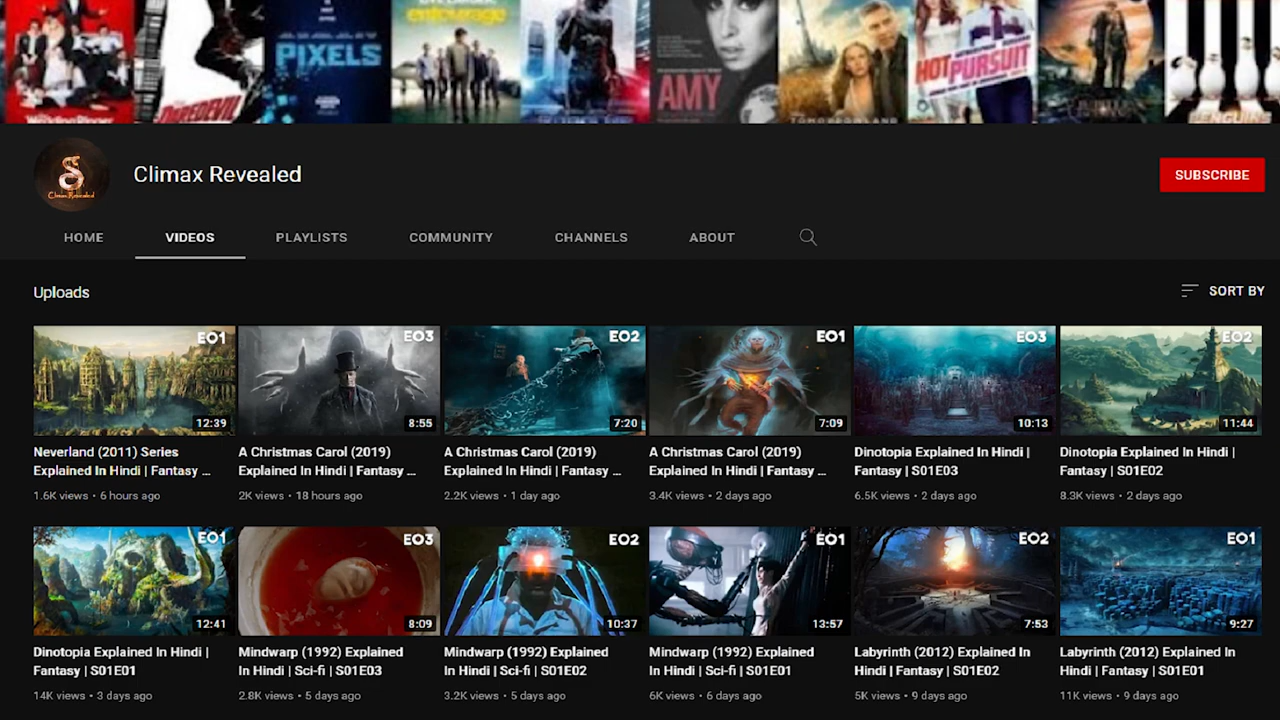 PIXELS
entourage
DAREDEVIL
AMY
TOMORROWLAND
HOT PURSUIT
PENGUINS
Climax Revealed
Climax Revealed
SUBSCRIBE
HOME VIDEOS PLAYLISTS COMMUNITY CHANNELS ABOUT
Uploads
SORT BY
EO1 EO3 EO2 EO1 EO3 EO2
12:39 8:55 7:20 7:09 10:13 11:44
Neverland (2011) Series
Explained In Hindi | Fantasy ...
1.6K views • 6 hours ago
A Christmas Carol (2019)
Explained In Hindi | Fantasy ...
2K views • 18 hours ago
A Christmas Carol (2019)
Explained In Hindi | Fantasy ...
2.2K views • 1 day ago
A Christmas Carol (2019)
Explained In Hindi | Fantasy ...
3.4K views • 2 days ago
Dinotopia Explained In Hindi |
Fantasy | S01E03
6.5K views • 2 days ago
Dinotopia Explained In Hindi |
Fantasy | S01E02
8.3K views • 2 days ago
EO1 EO3 EO2 EO1 EO2 EO1
12:41 8:09 10:37 13:57 7:53 9:27
Dinotopia Explained In Hindi |
Fantasy | S01E01
14K views • 3 days ago
Mindwarp (1992) Explained
In Hindi | Sci-fi | S01E03
2.8K views • 5 days ago
Mindwarp (1992) Explained
In Hindi | Sci-fi | S01E02
3.2K views • 5 days ago
Mindwarp (1992) Explained
In Hindi | Sci-fi | S01E01
6K views • 6 days ago
Labyrinth (2012) Explained In
Hindi | Fantasy | S01E02
5K views • 9 days ago
Labyrinth (2012) Explained In
Hindi | Fantasy | S01E01
11K views • 9 days ago